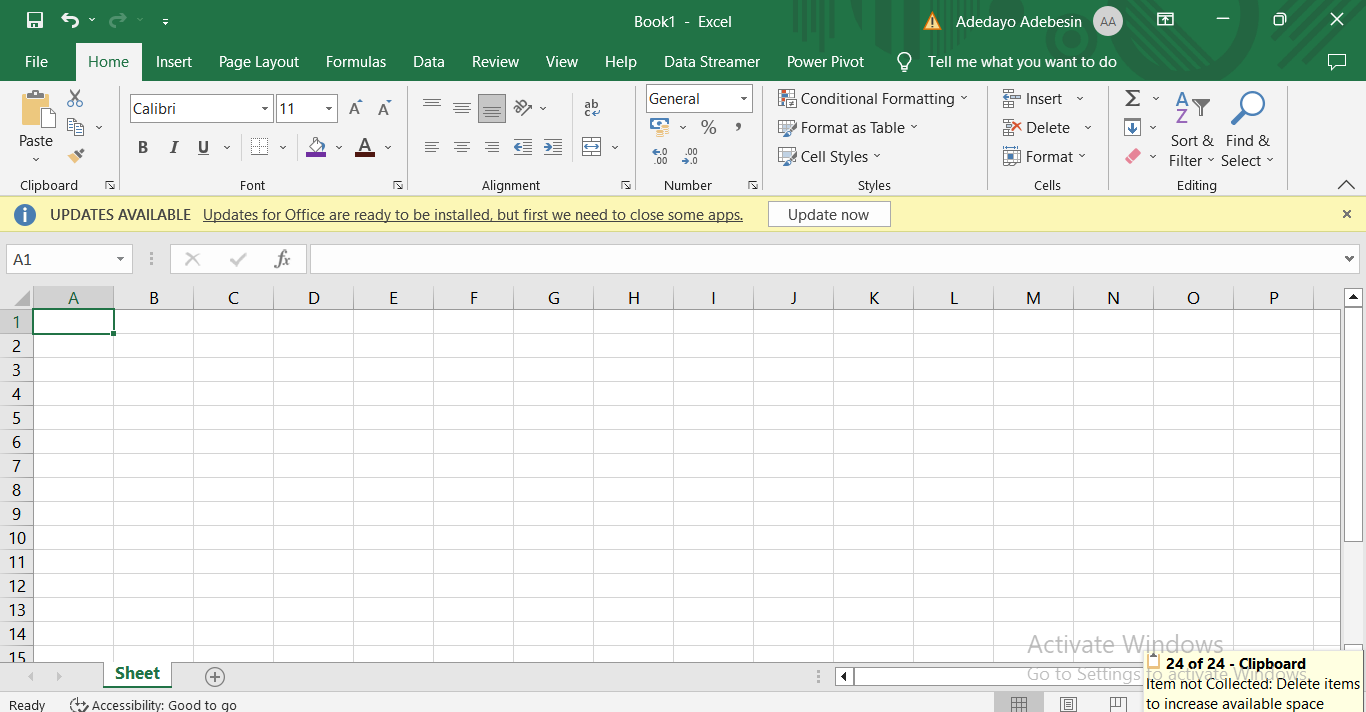 Book1 - Excel
Adedayo Adebesin AA
File Home Insert Page Layout Formulas Data Review View Help Data Streamer Power Pivot Tell me what you want to do
Calibri 11 ab General Conditional Formatting Insert
Paste B I U A % , Format as Table Delete Sort & Find &
Cell Styles Format Filter Select
Clipboard Font Alignment Number Styles Cells Editing
UPDATES AVAILABLE Updates for Office are ready to be installed, but first we need to close some apps. Update now
A1 fx
A B C D E F G H I J K L M N O P
1
2
3
4
5
6
7
8
9
10
11
12
13
14
15
Activate Windows
Go to Settings to activate Windows.
24 of 24 - Clipboard
Item not Collected: Delete items
to increase available space
Sheet
Ready Accessibility: Good to go